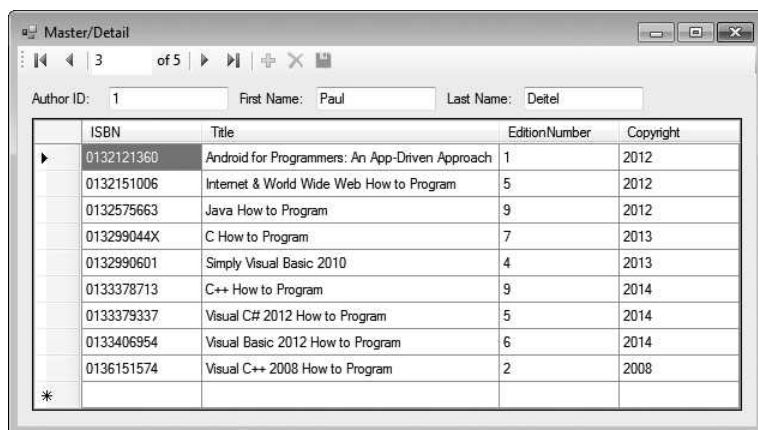 Master/Detail
3 of 5
Author ID: 1 First Name: Paul Last Name: Deitel
ISBN Title EditionNumber Copyright
0132121360 Android for Programmers: An App-Driven Approach 1 2012
0132151006 Internet & World Wide Web How to Program 5 2012
0132575663 Java How to Program 9 2012
013299044X C How to Program 7 2013
0132990601 Simply Visual Basic 2010 4 2013
0133378713 C++ How to Program 9 2014
0133379337 Visual C# 2012 How to Program 5 2014
0133406954 Visual Basic 2012 How to Program 6 2014
0136151574 Visual C++ 2008 How to Program 2 2008